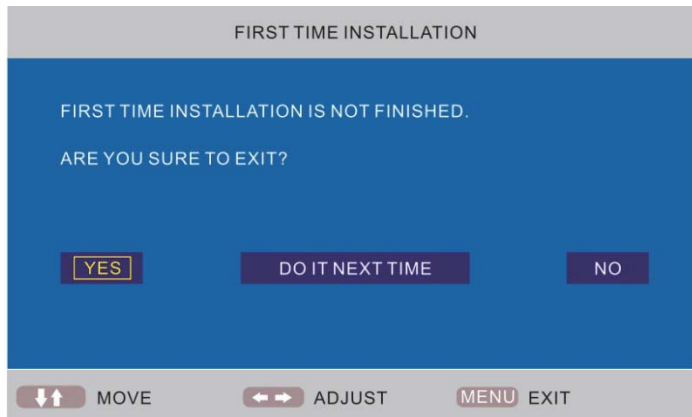 FIRST TIME INSTALLATION
FIRST TIME INSTALLATION IS NOT FINISHED.
ARE YOU SURE TO EXIT?
YES DO IT NEXT TIME NO
MOVE ADJUST MENU EXIT